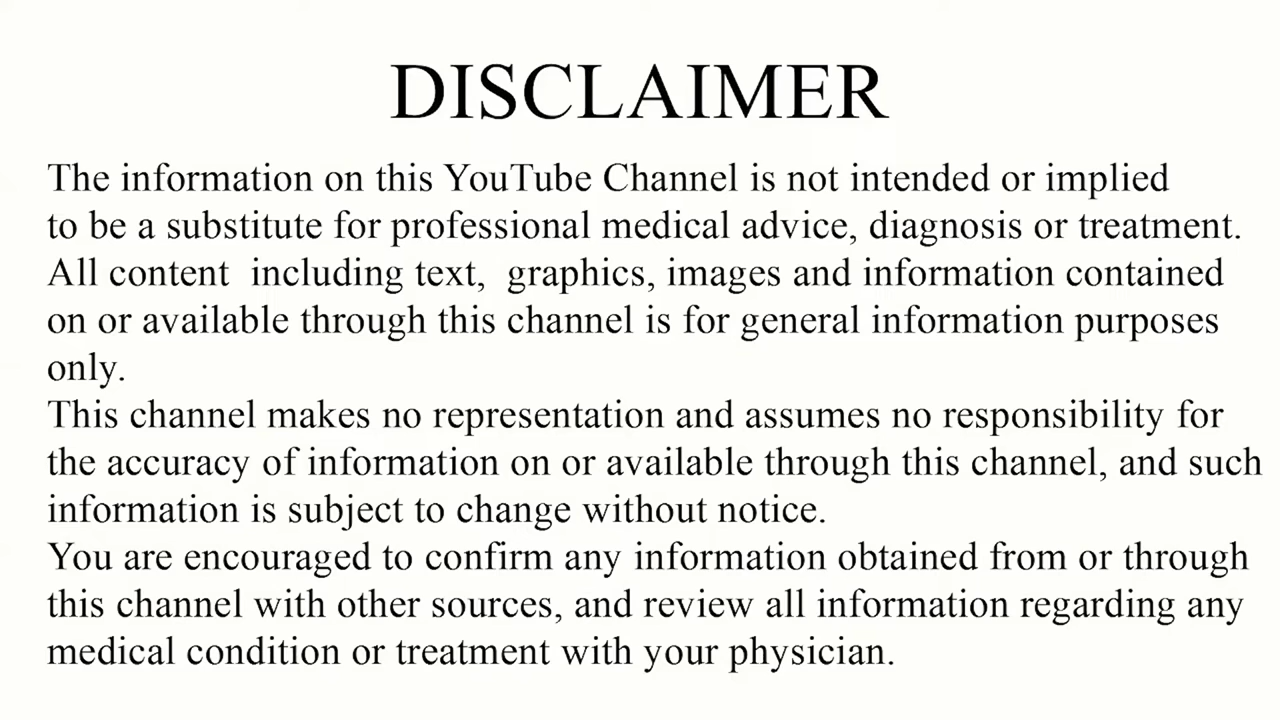 DISCLAIMER
The information on this YouTube Channel is not intended or implied
to be a substitute for professional medical advice, diagnosis or treatment.
All content  including text,  graphics, images and information contained
on or available through this channel is for general information purposes
only.
This channel makes no representation and assumes no responsibility for
the accuracy of information on or available through this channel, and such
information is subject to change without notice.
You are encouraged to confirm any information obtained from or through
this channel with other sources, and review all information regarding any
medical condition or treatment with your physician.